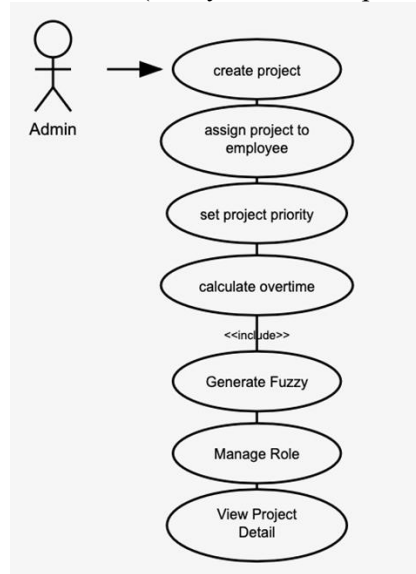 create project
Admin
assign project to
employee
set project priority
calculate overtime
<<include>>
Generate Fuzzy
Manage Role
View Project
Detail